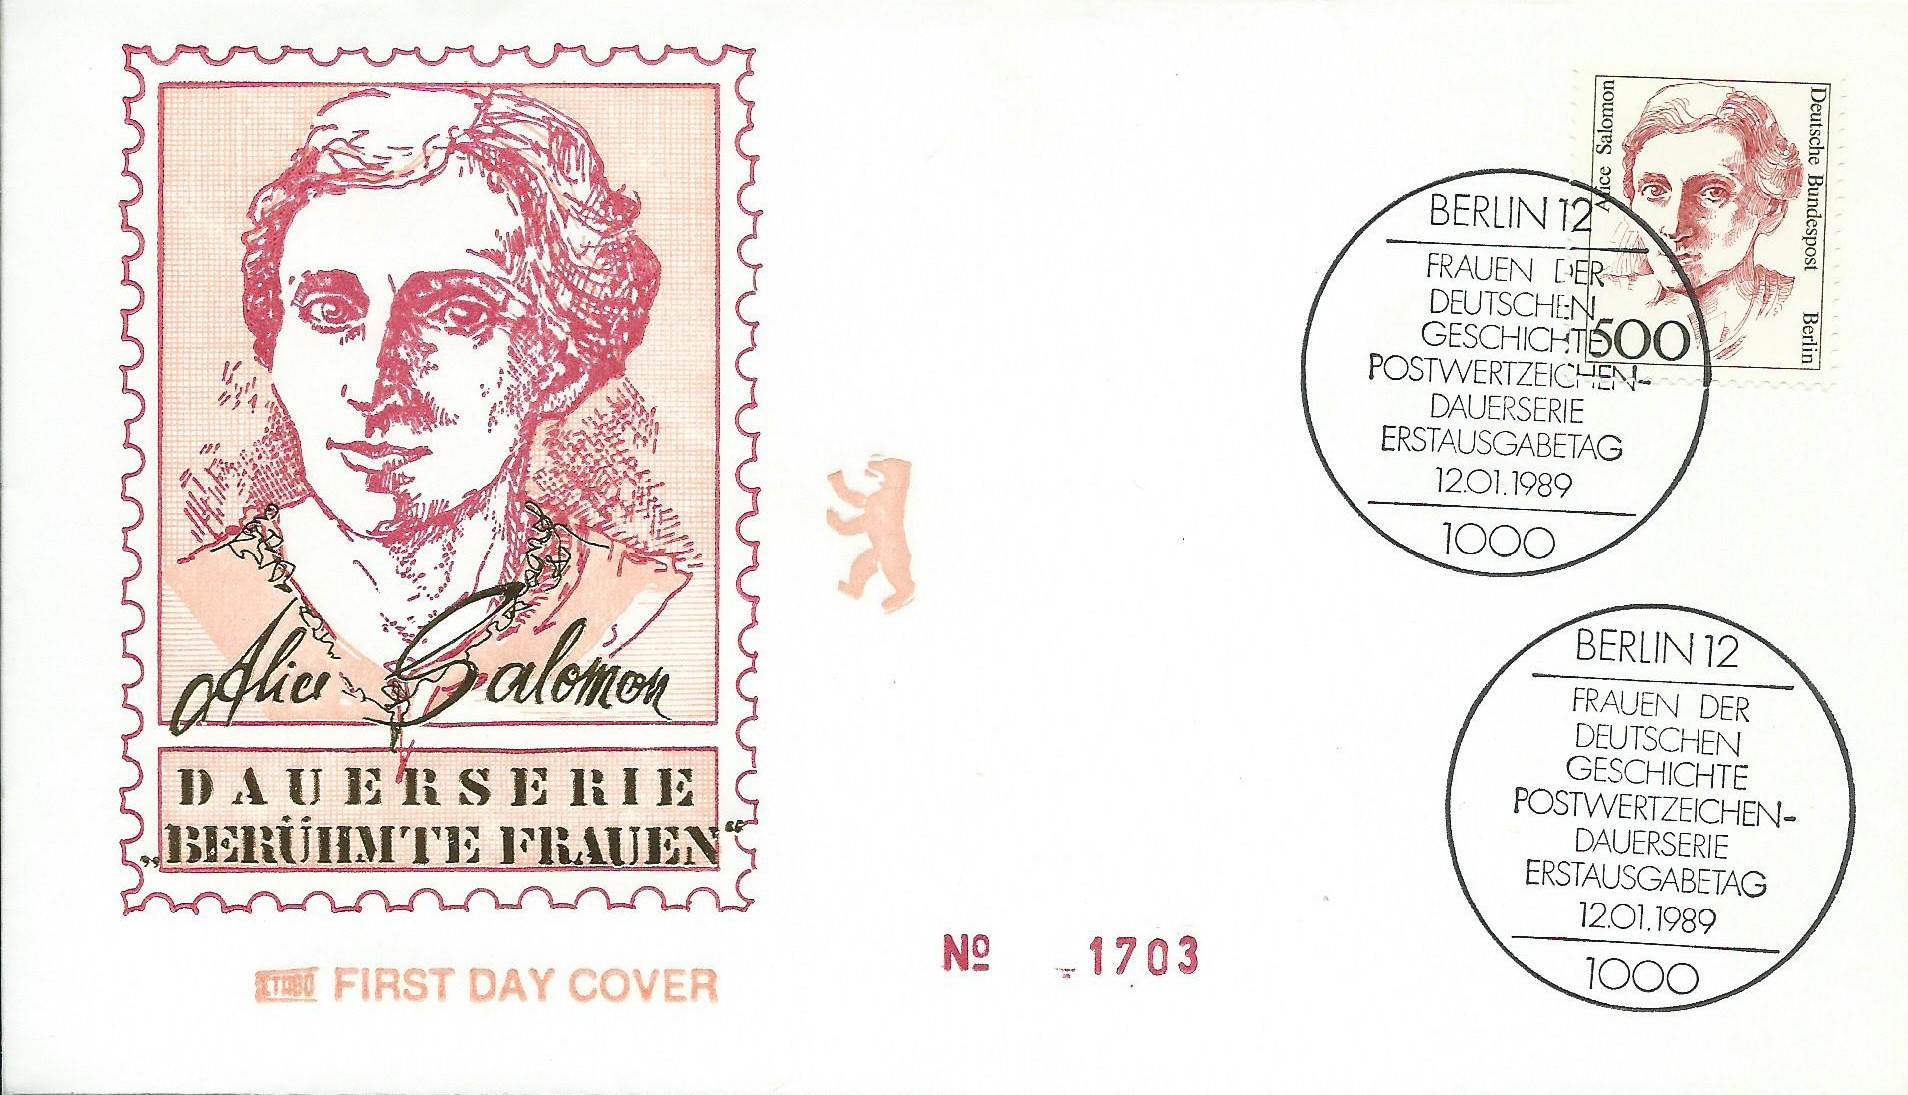 Alice Salomon
DAUERSERIE
„BERÜHMTE FRAUEN“
ETABÖ FIRST DAY COVER
Nº 1703
Alice Salomon
Deutsche Bundespost Berlin
500
BERLIN 12
FRAUEN DER
DEUTSCHEN
GESCHICHTE
POSTWERTZEICHEN-
DAUERSERIE
ERSTAUSGABETAG
12.01.1989
1000
BERLIN 12
FRAUEN DER
DEUTSCHEN
GESCHICHTE
POSTWERTZEICHEN-
DAUERSERIE
ERSTAUSGABETAG
12.01.1989
1000